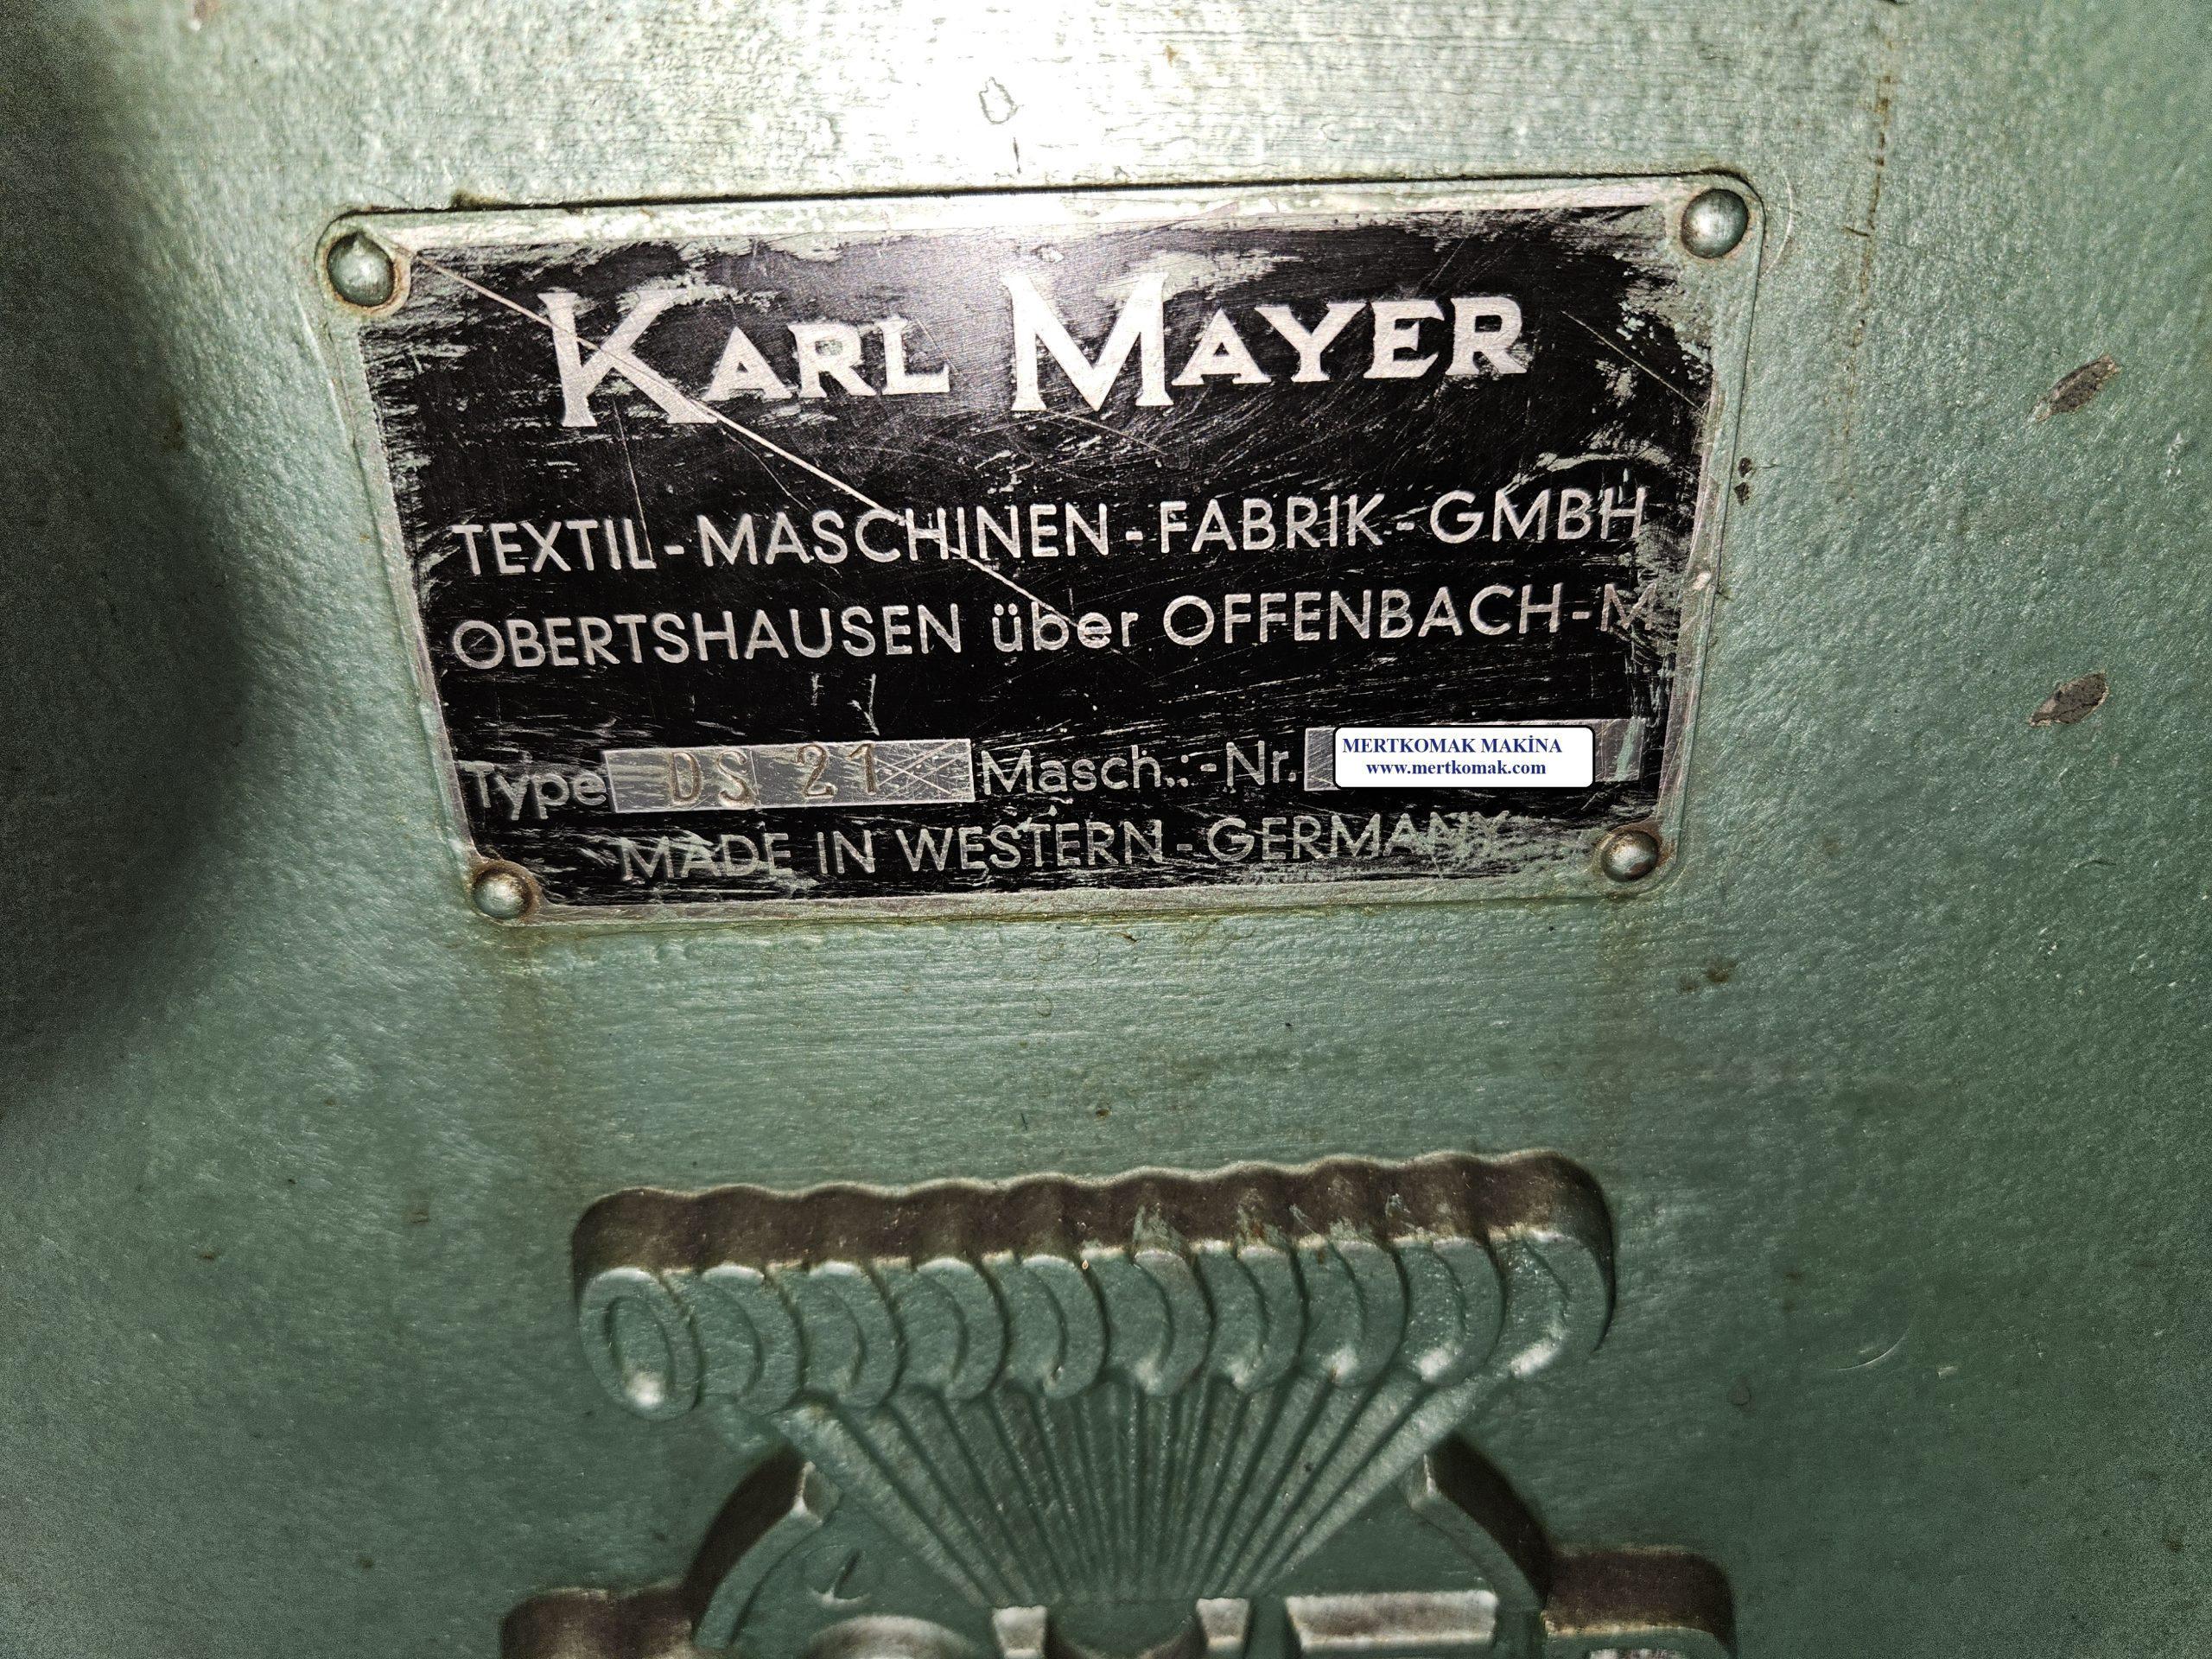 KARL MAYER
TEXTIL-MASCHINEN-FABRIK-GMBH
OBERTSHAUSEN über OFFENBACH-M
Type DS 21 Masch.:-Nr. MERTKOMAK MAKİNA
www.mertkomak.com
MADE IN WESTERN-GERMANY